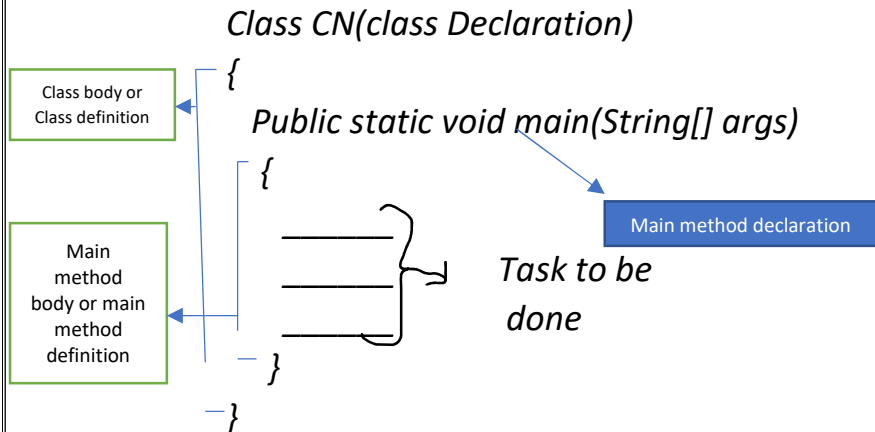 Class CN(class Declaration)
{
Class body or
Class definition
Public static void main(String[] args)
{
Main method declaration
Main
method
body or main
method
definition
Task to be
done
}
}